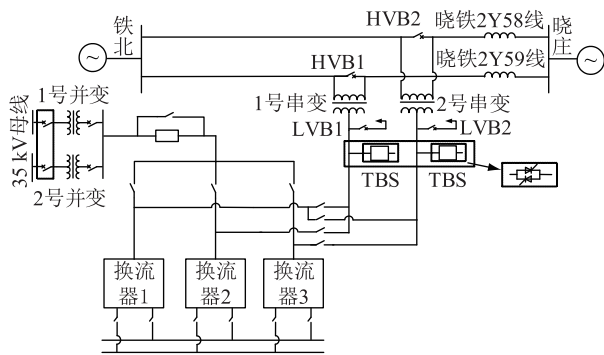 铁北
HVB2
晓铁2Y58线
晓庄
HVB1
晓铁2Y59线
1号并变
1号串变
2号串变
35 kV母线
LVB1
LVB2
2号并变
TBS
TBS
换流器1
换流器2
换流器3